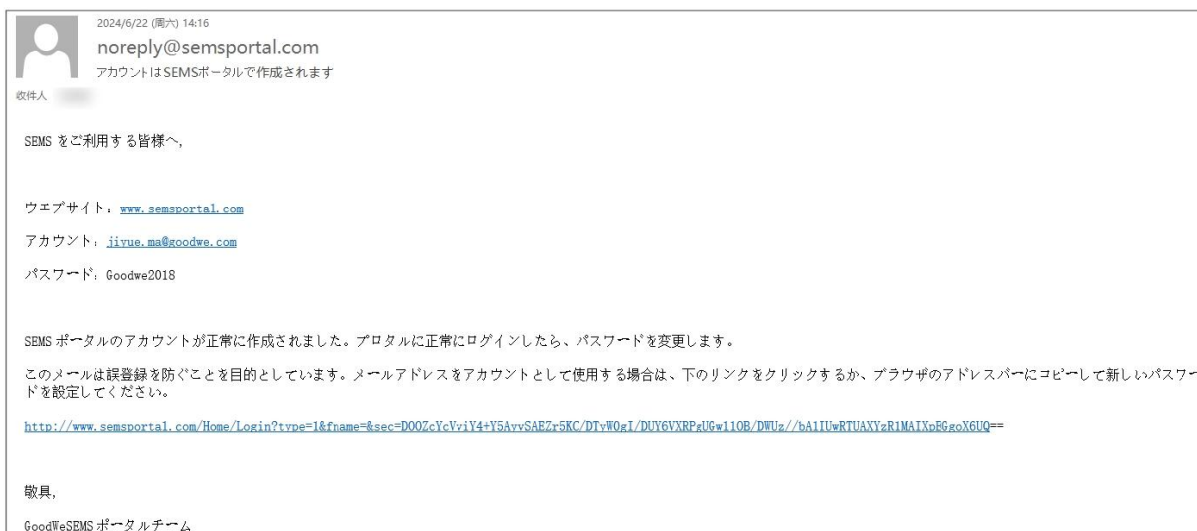 2024/6/22 (周六) 14:16
noreply@semsportal.com
アカウントはSEMSポータルで作成されます
收件人
SEMS をご利用する皆様へ,
ウエブサイト: www.semsportal.com
アカウント: jiyue.ma@goodwe.com
パスワード: Goodwe2018
SEMS ポータルのアカウントが正常に作成されました。プロタルに正常にログインしたら、パスワードを変更します。
このメールは誤登録を防ぐことを目的としています。メールアドレスをアカウントとして使用する場合は、下のリンクをクリックするか、ブラウザのアドレスバーにコピーして新しいパスワー
ドを設定してください。
http://www.semsportal.com/Home/Login?type=1&fname=&sec=DOOZcYcVviY4+Y5AyvSAEZr5KC/DTyW0gI/DUY6VXRPgUGw11OB/DWUz//bA1IUwRTUAXYzR1MAIXpEGgoX6UQ==
敬具,
GoodWeSEMS ポータルチーム